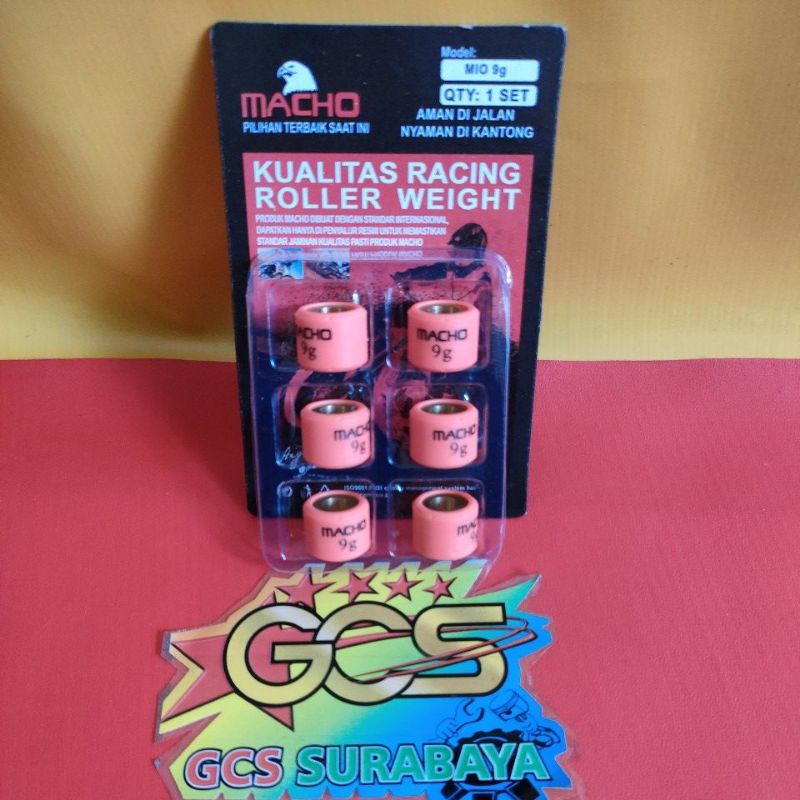 MACHO
PILIHAN TERBAIK SAAT INI
Model:
MIO 9g
QTY: 1 SET
AMAN DI JALAN
NYAMAN DI KANTONG
KUALITAS RACING
ROLLER WEIGHT
PRODUK MACHO DIBUAT DENGAN STANDAR INTERNASIONAL,
DAPATKAN HANYA DI PENYALUR RESMI UNTUK MEMASTIKAN
STANDAR JAMINAN KUALITAS PASTI PRODUK MACHO
MACHO
9g
MACHO
9g
MACHO
9g
MACHO
9g
MACHO
9g
MACHO
9g
GCS
GCS SURABAYA